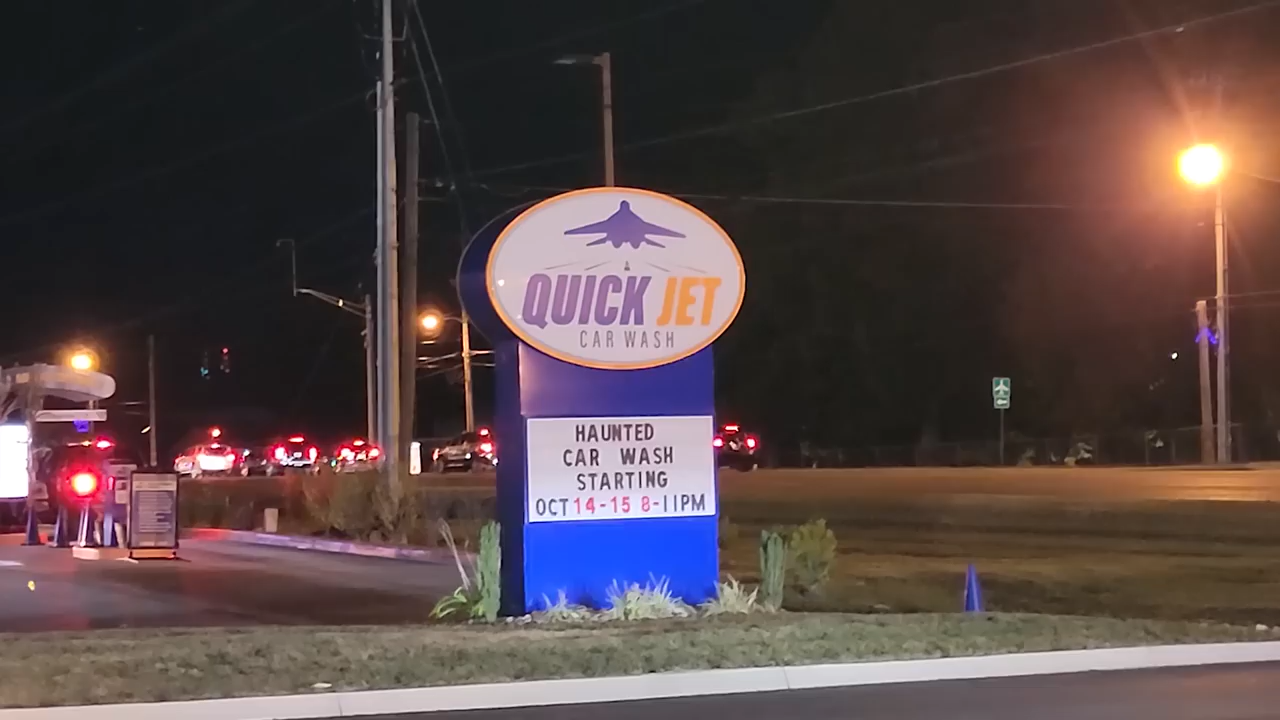 QUICK JET
CAR WASH
HAUNTED
CAR WASH
STARTING
OCT 14-15 8-11PM